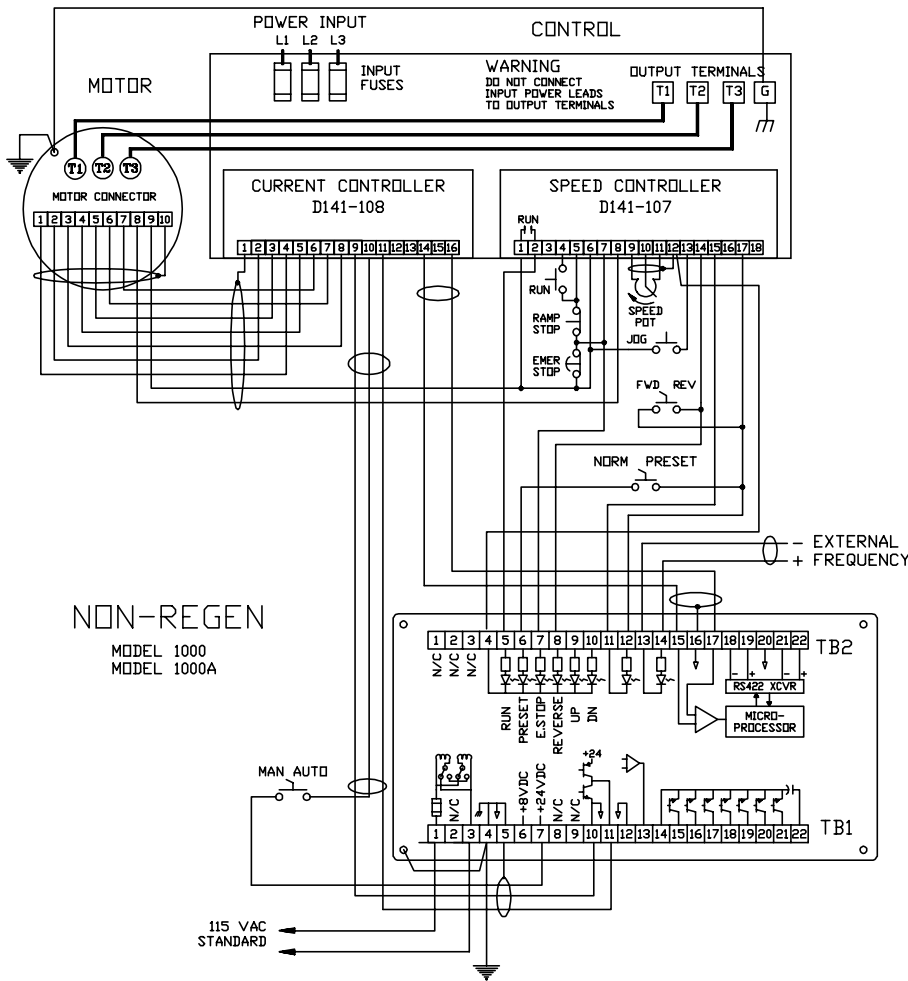 POWER INPUT
CONTROL
L1 L2 L3
INPUT
FUSES
WARNING
DO NOT CONNECT
INPUT POWER LEADS
TO OUTPUT TERMINALS
OUTPUT TERMINALS
T1 T2 T3 G
MOTOR
T1 T2 T3
MOTOR CONNECTOR
1 2 3 4 5 6 7 8 9 10
CURRENT CONTROLLER
D141-108
1 2 3 4 5 6 7 8 9 10 11 12 13 14 15 16
SPEED CONTROLLER
D141-107
RUN
1 2 3 4 5 6 7 8 9 10 11 12 13 14 15 16 17 18
RUN
RAMP
STOP
EMER
STOP
SPEED
POT
JOG
FWD REV
NORM PRESET
- EXTERNAL
+ FREQUENCY
NON-REGEN
MODEL 1000
MODEL 1000A
1 2 3 4 5 6 7 8 9 10 11 12 13 14 15 16 17 18 19 20 21 22
TB2
N/C
N/C
N/C
RUN
PRESET
E.STOP
REVERSE
UP
DN
- + - +
RS422 XCVR
MICRO-
PROCESSOR
MAN AUTO
N/C
+8VDC
+24VDC
N/C
N/C
+24
1 2 3 4 5 6 7 8 9 10 11 12 13 14 15 16 17 18 19 20 21 22
TB1
115 VAC
STANDARD